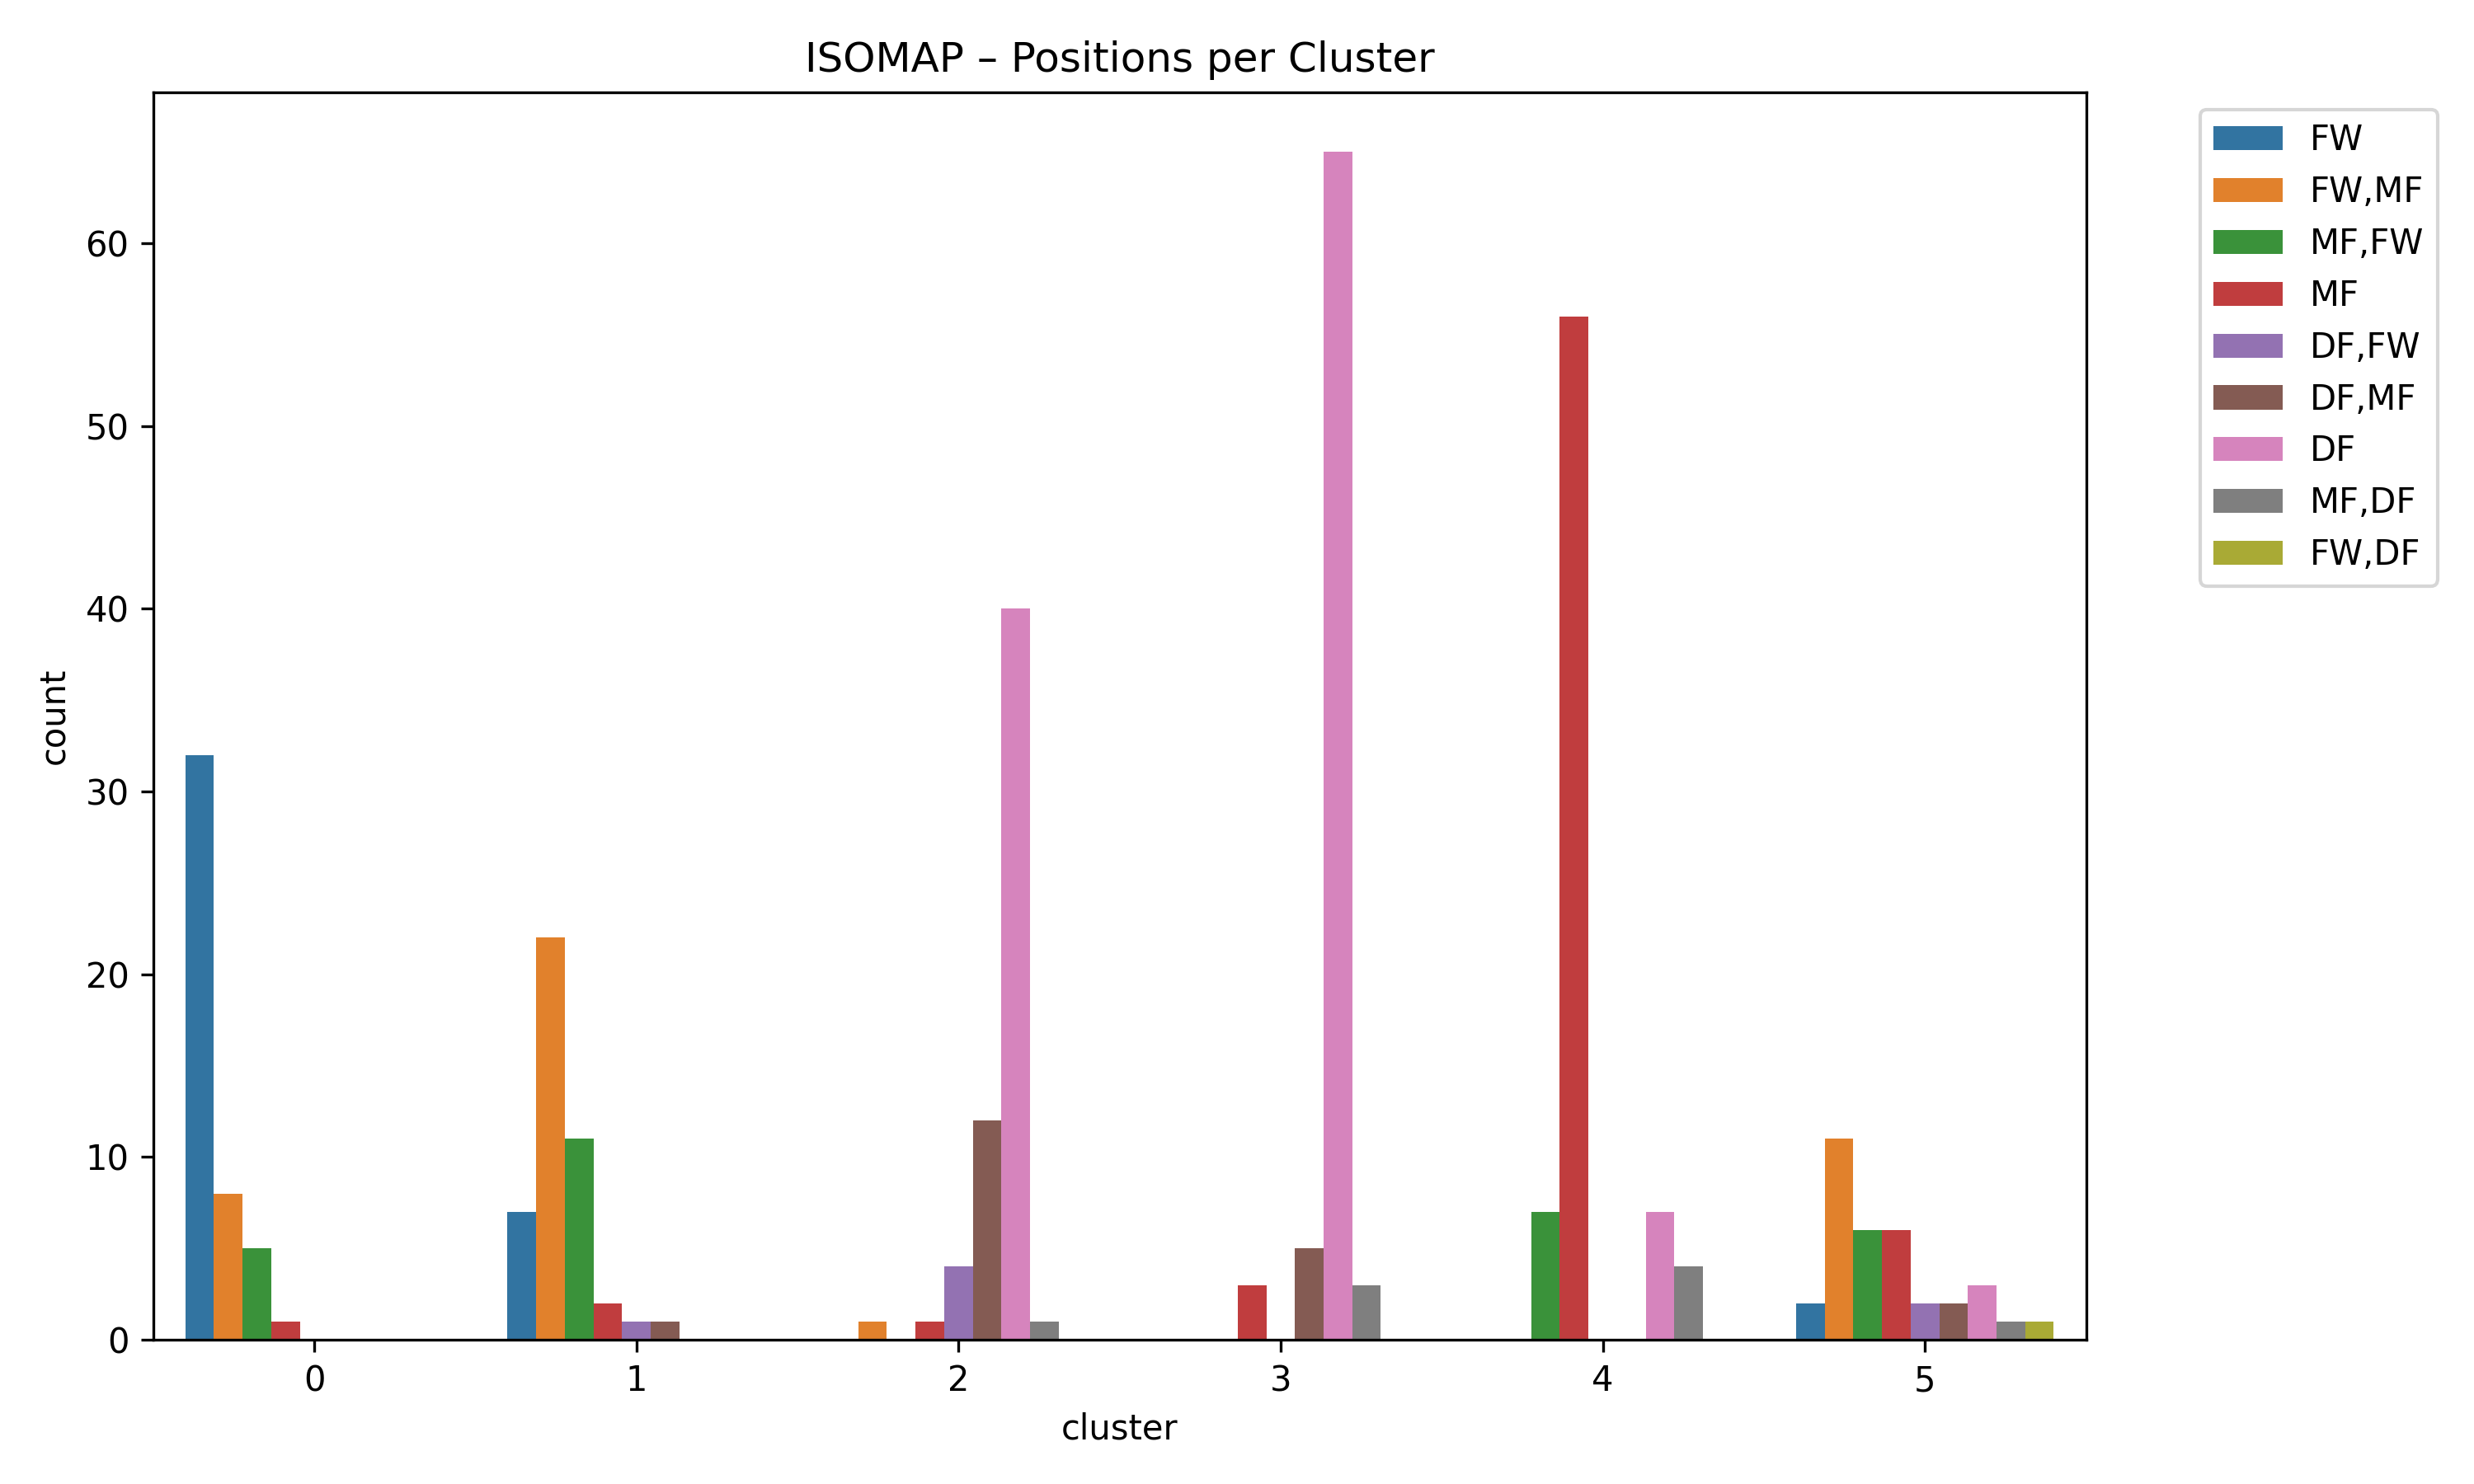 ISOMAP – Positions per Cluster
FW
FW,MF
MF,FW
MF
DF,FW
DF,MF
DF
MF,DF
FW,DF
count
60
50
40
30
20
10
0
0 1 2 3 4 5
cluster